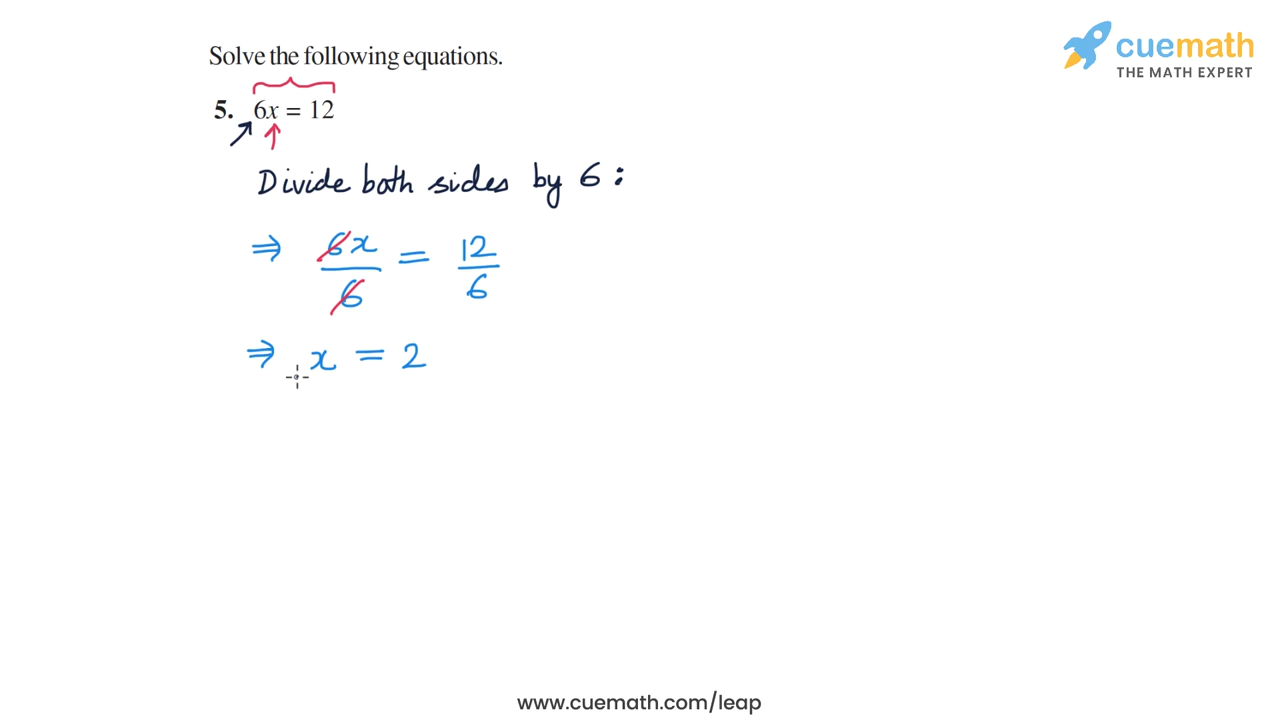 Solve the following equations.
cuemath
THE MATH EXPERT
5. 6x = 12
Divide both sides by 6 :
⇒ 6x/6 = 12/6
⇒ x = 2
www.cuemath.com/leap